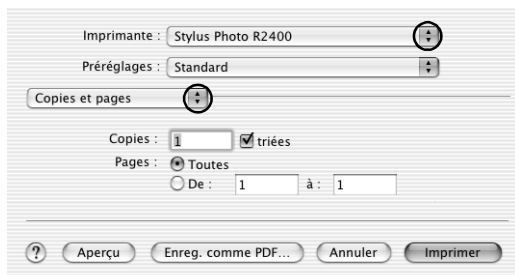 Imprimante : Stylus Photo R2400
Préréglages : Standard
Copies et pages
Copies : 1 triées
Pages : Toutes
De : 1 à : 1
? Aperçu Enreg. comme PDF... Annuler Imprimer